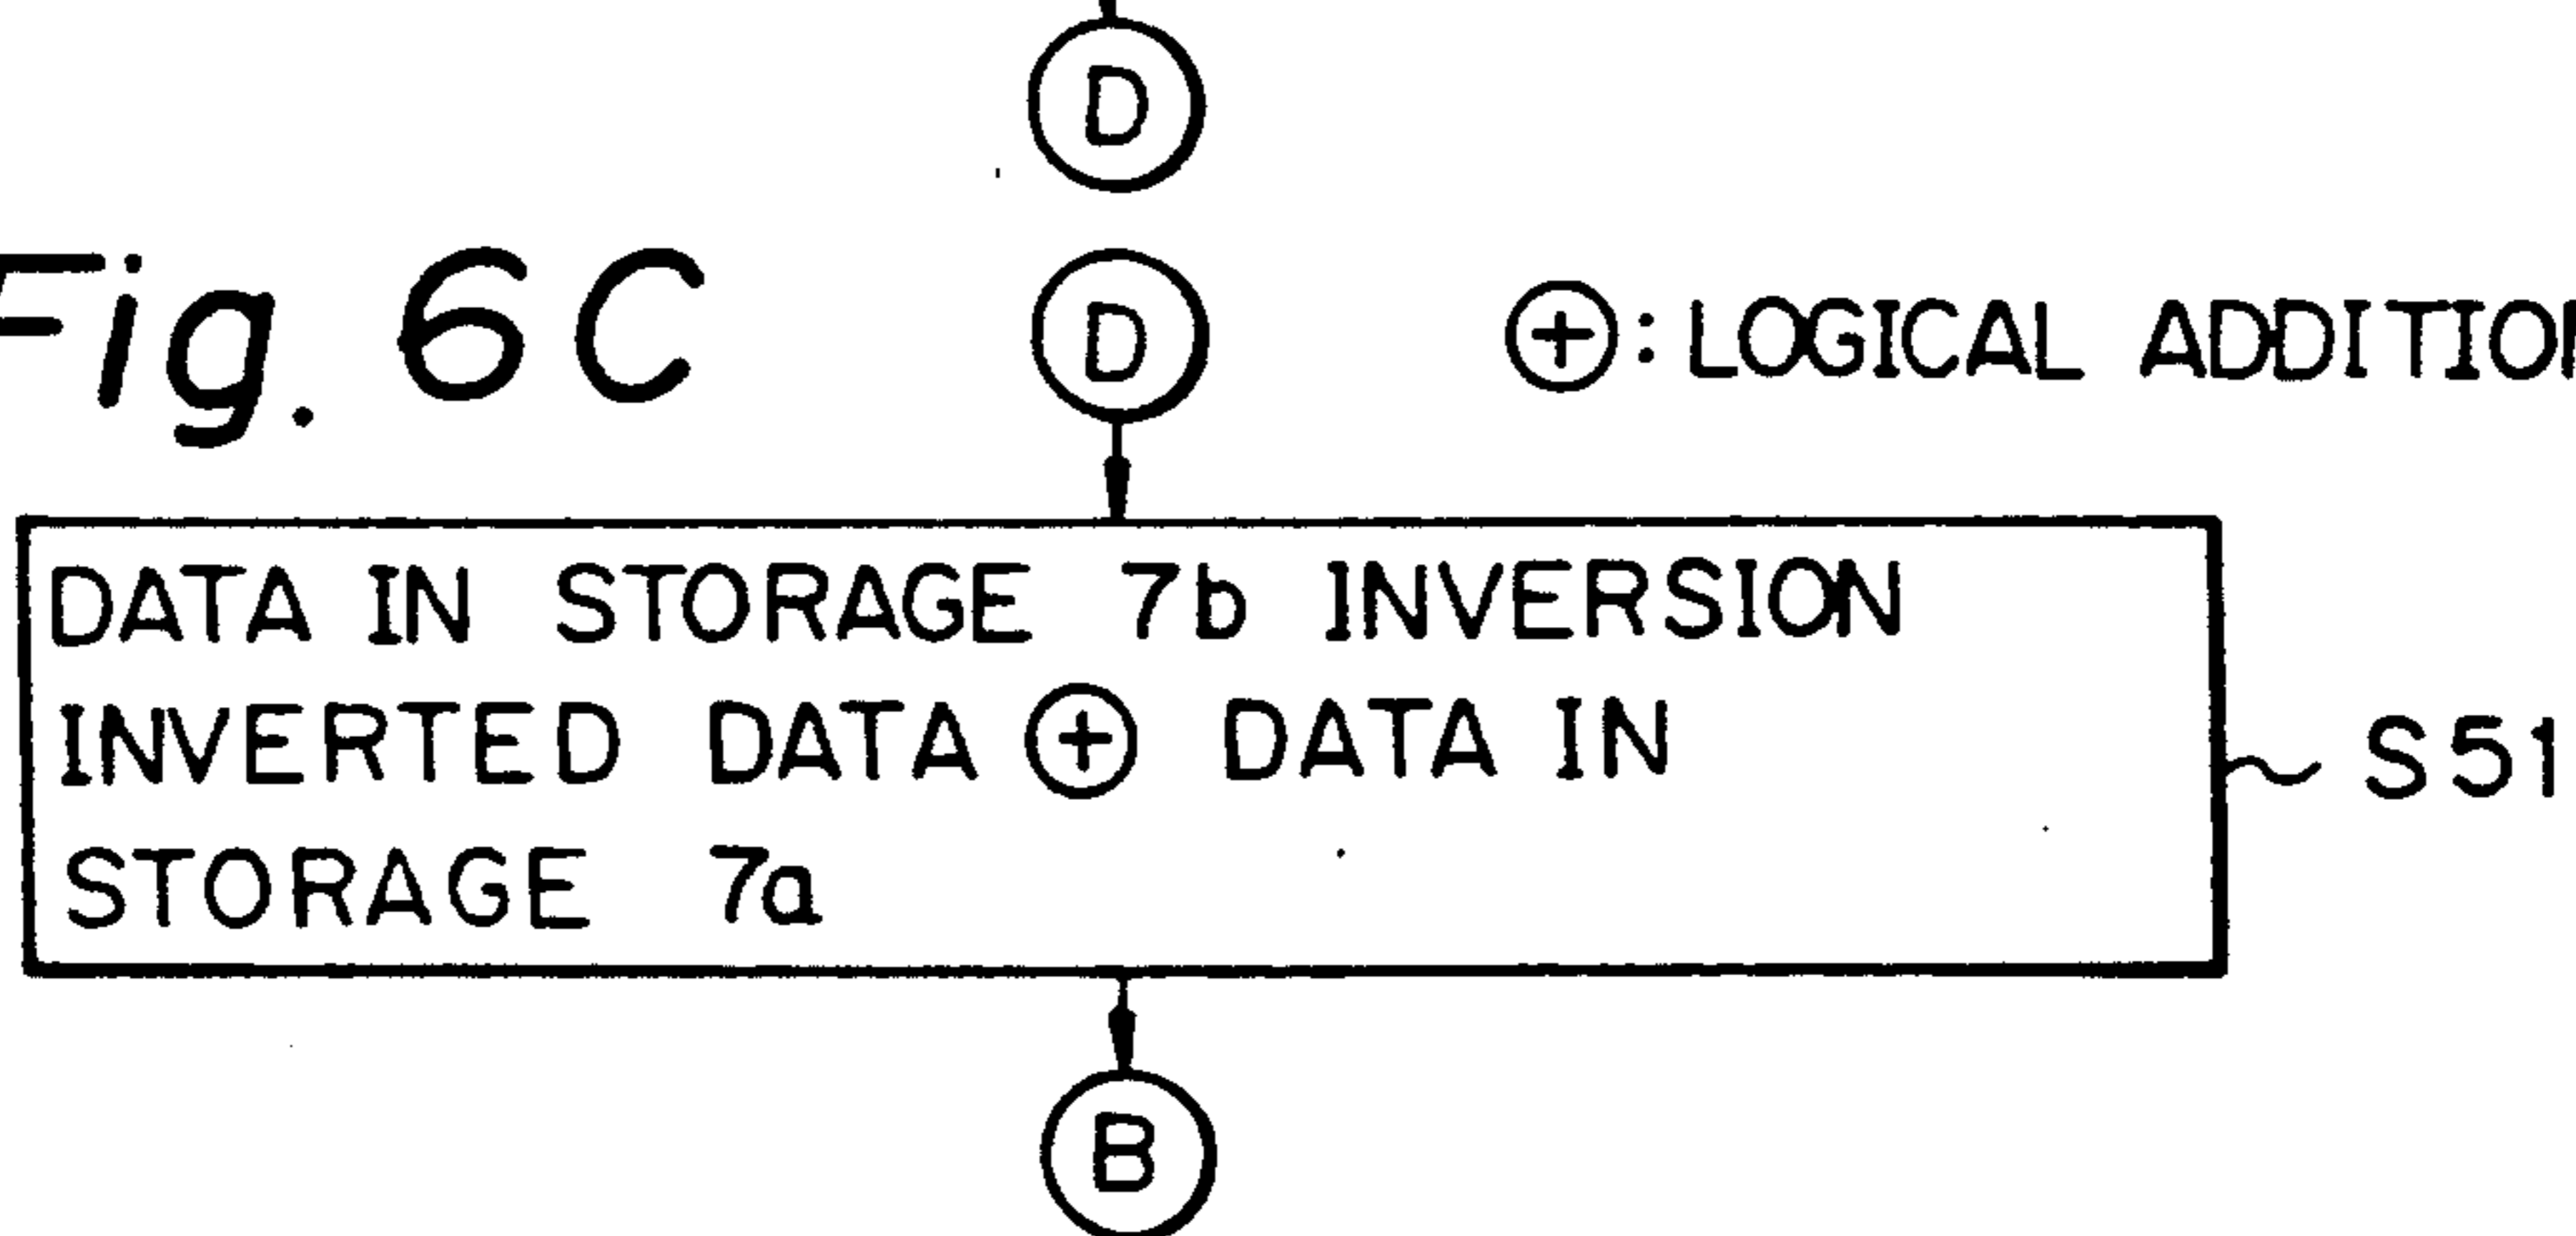 D
Fig. 6C
D
⊕: LOGICAL ADDITION
DATA IN STORAGE 7b INVERSION
INVERTED DATA ⊕ DATA IN
STORAGE 7a
S51
B